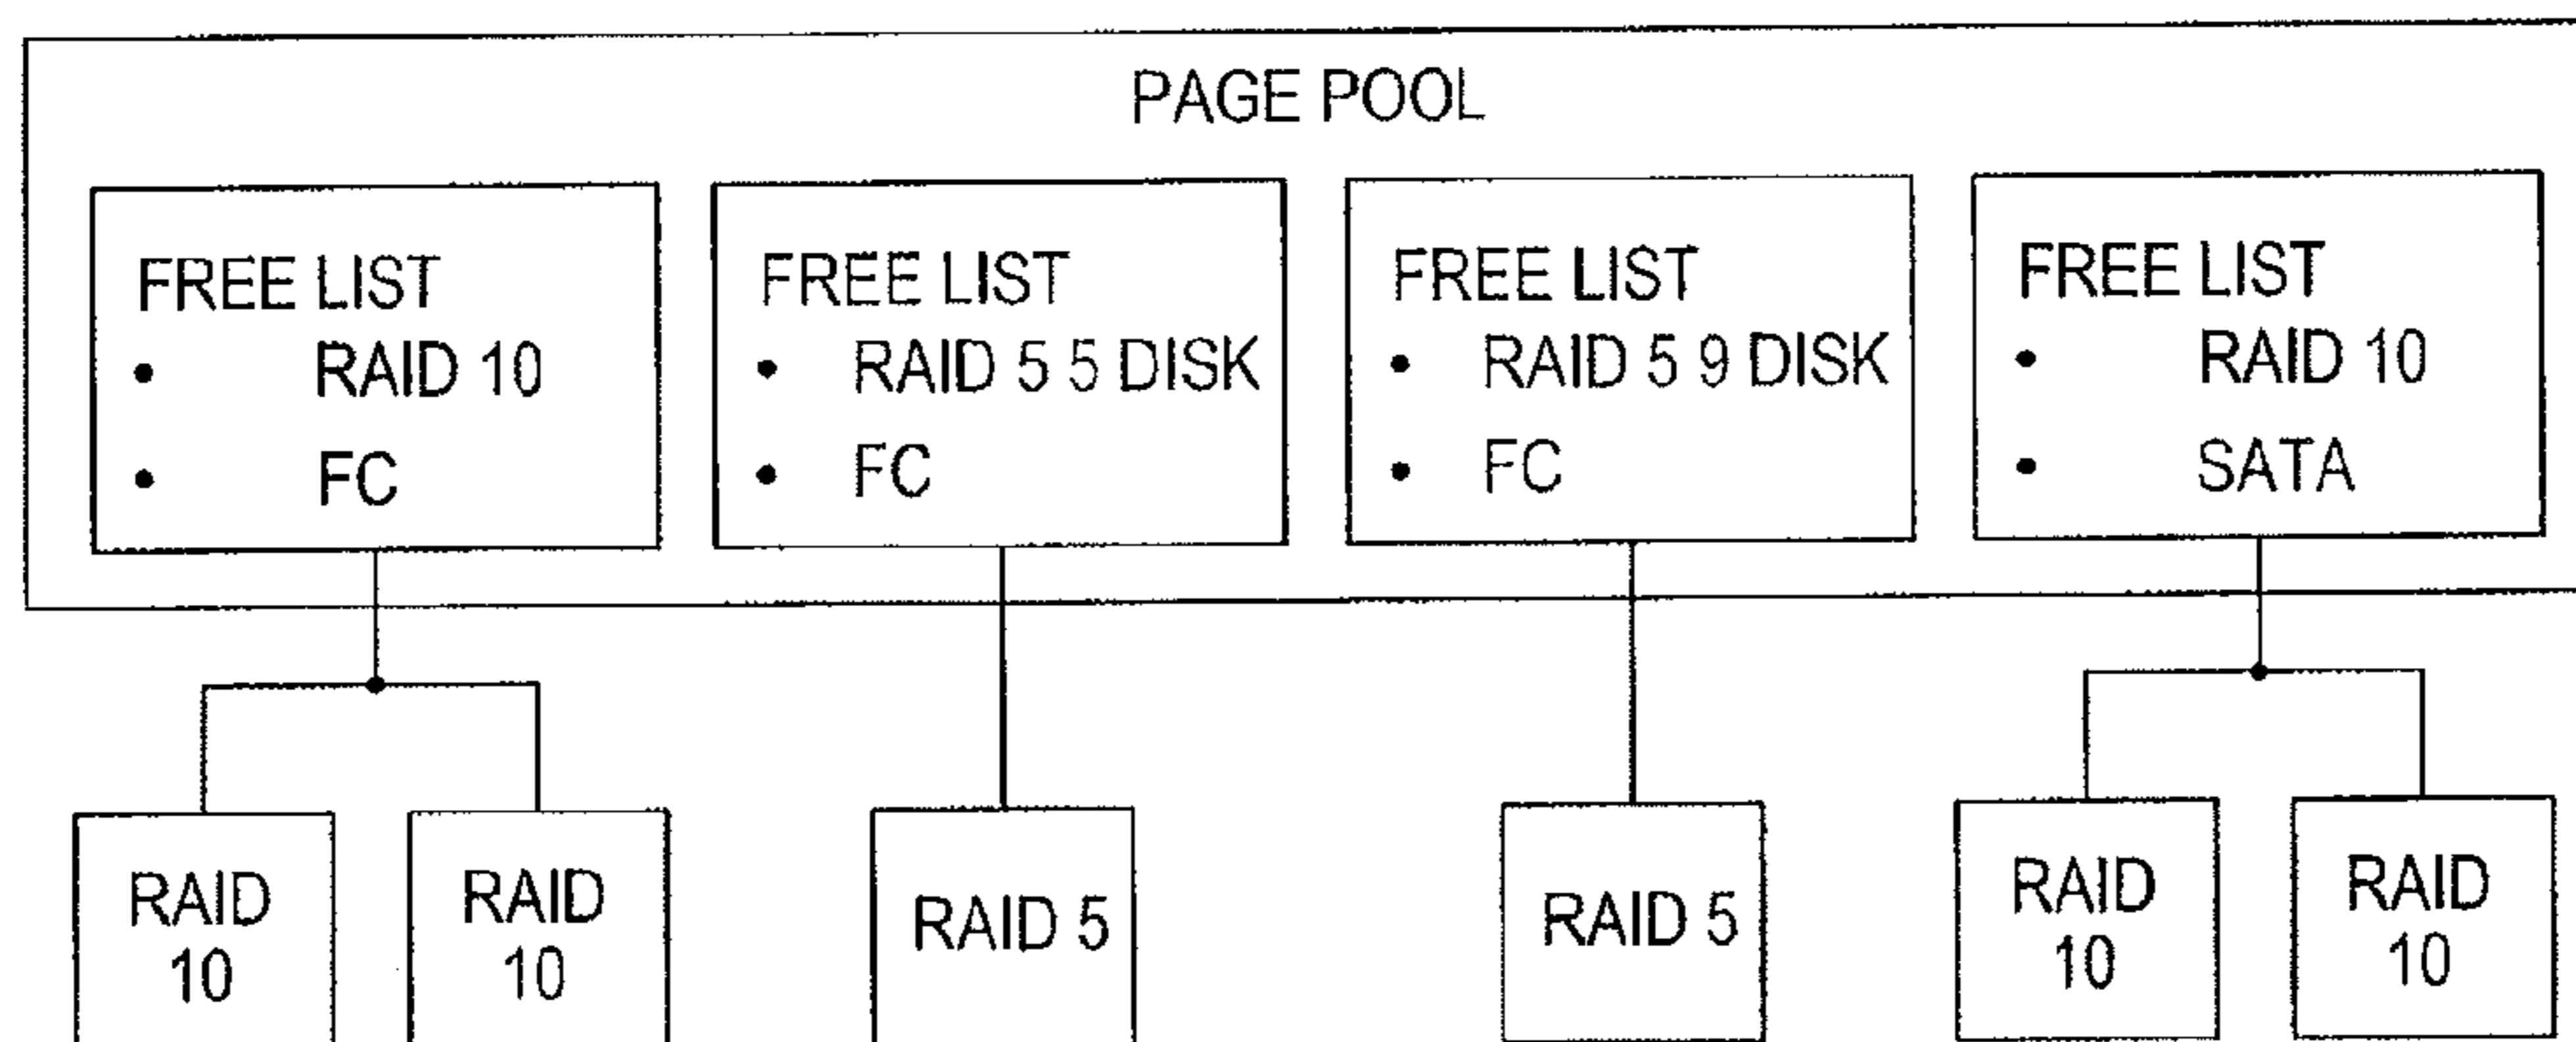 PAGE POOL
FREE LIST
• RAID 10
• FC
FREE LIST
• RAID 5 5 DISK
• FC
FREE LIST
• RAID 5 9 DISK
• FC
FREE LIST
• RAID 10
• SATA
RAID
10
RAID
10
RAID 5
RAID 5
RAID
10
RAID
10